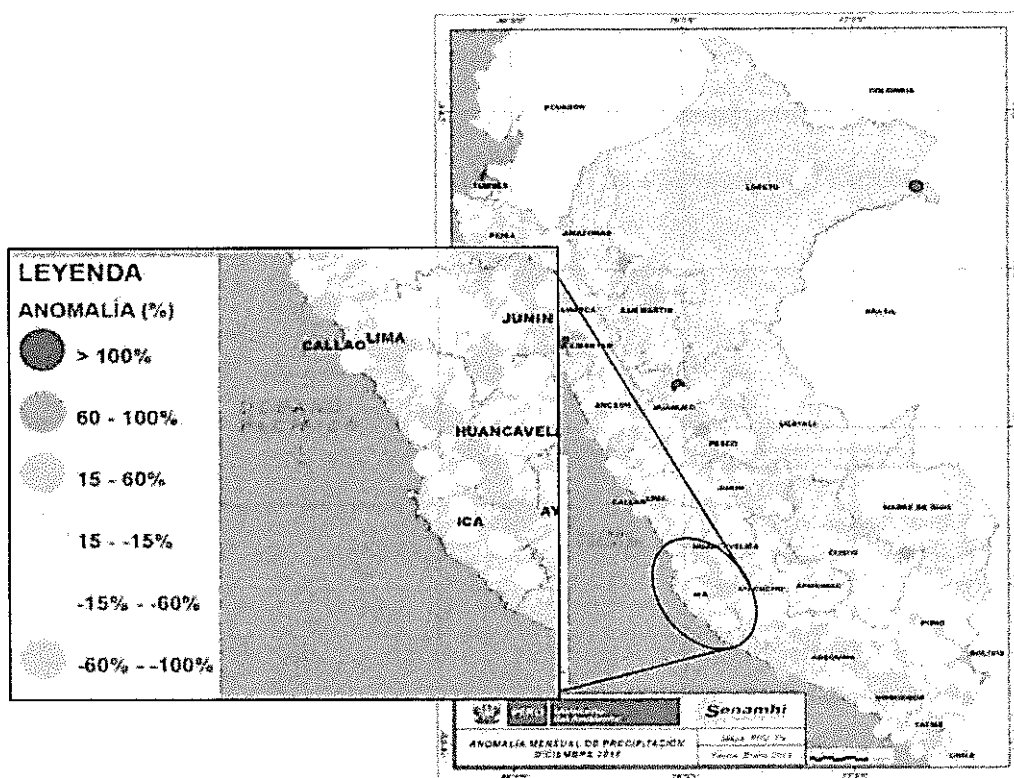 COLOMBIA
ECUADOR
TUMBES
LORETO
PIURA
AMAZONAS
SAN MARTIN
BRASIL
ANCASH
HUANUCO
UCAYALI
PASCO
JUNIN
CALLAO LIMA
MADRE DE DIOS
HUANCAVELICA
CUSCO
ICA
AYACUCHO
APURIMAC
PUNO
BOLIVIA
AREQUIPA
MOQUEGUA
TACNA
CHILE
LEYENDA
ANOMALÍA (%)
> 100%
60 - 100%
15 - 60%
15 - -15%
-15% - -60%
-60% - -100%
JUNIN
CALLAO LIMA
HUANCAVEL
AY
ICA
PERÚ
Senamhi
ANOMALÍA MENSUAL DE PRECIPITACIÓN